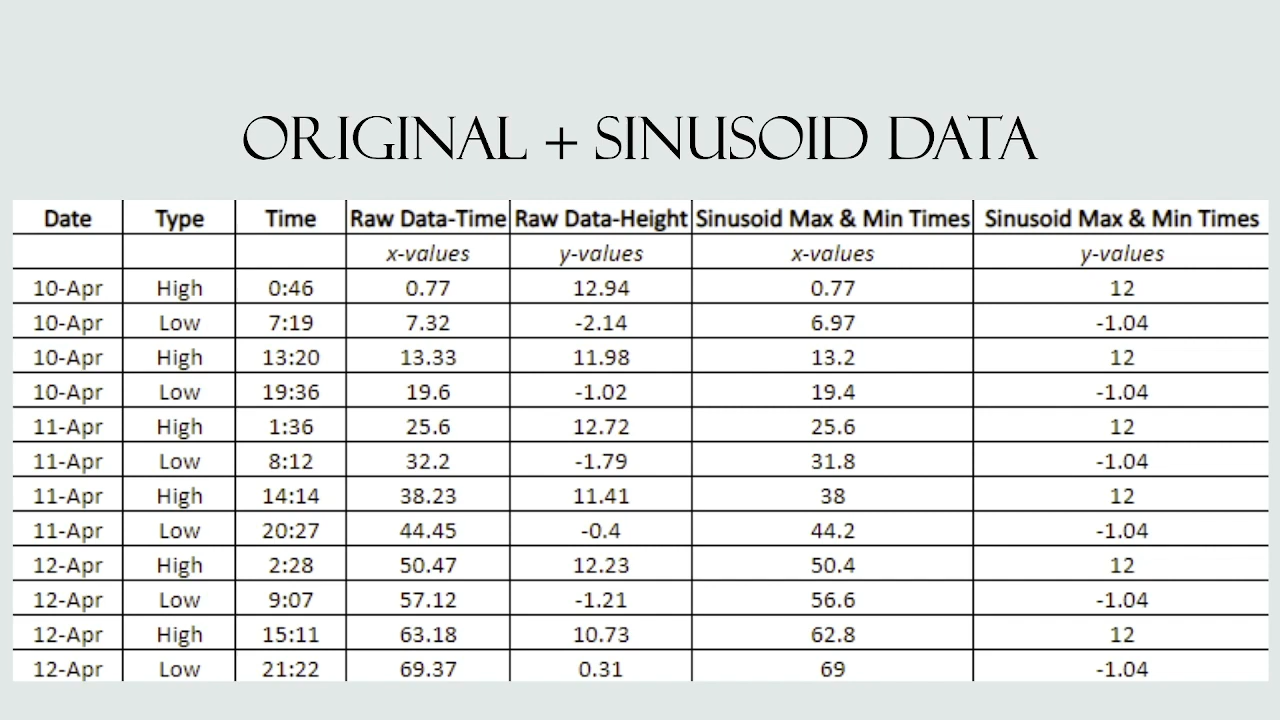 ORIGINAL + SINUSOID DATA
Date Type Time Raw Data-Time Raw Data-Height Sinusoid Max & Min Times Sinusoid Max & Min Times
x-values y-values x-values y-values
10-Apr High 0:46 0.77 12.94 0.77 12
10-Apr Low 7:19 7.32 -2.14 6.97 -1.04
10-Apr High 13:20 13.33 11.98 13.2 12
10-Apr Low 19:36 19.6 -1.02 19.4 -1.04
11-Apr High 1:36 25.6 12.72 25.6 12
11-Apr Low 8:12 32.2 -1.79 31.8 -1.04
11-Apr High 14:14 38.23 11.41 38 12
11-Apr Low 20:27 44.45 -0.4 44.2 -1.04
12-Apr High 2:28 50.47 12.23 50.4 12
12-Apr Low 9:07 57.12 -1.21 56.6 -1.04
12-Apr High 15:11 63.18 10.73 62.8 12
12-Apr Low 21:22 69.37 0.31 69 -1.04